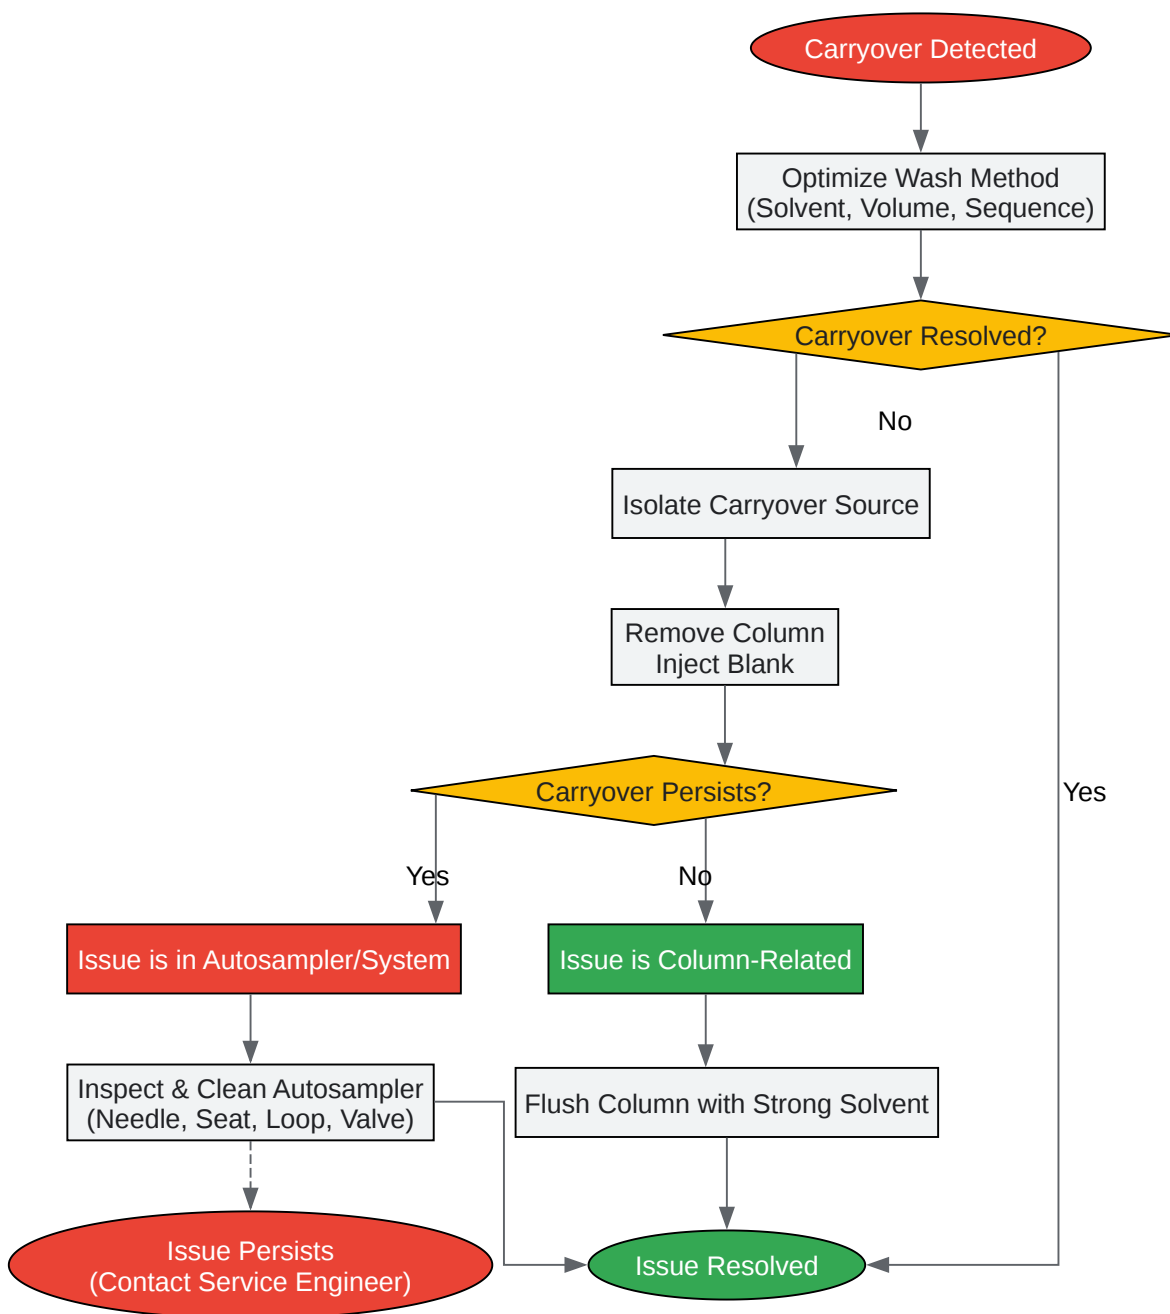 Carryover Detected
Optimize Wash Method
(Solvent, Volume, Sequence)
Carryover Resolved?
No
Isolate Carryover Source
Remove Column
Inject Blank
Carryover Persists?
Yes
Yes
No
Issue is in Autosampler/System
Issue is Column-Related
Inspect & Clean Autosampler
(Needle, Seat, Loop, Valve)
Flush Column with Strong Solvent
Issue Persists
(Contact Service Engineer)
Issue Resolved